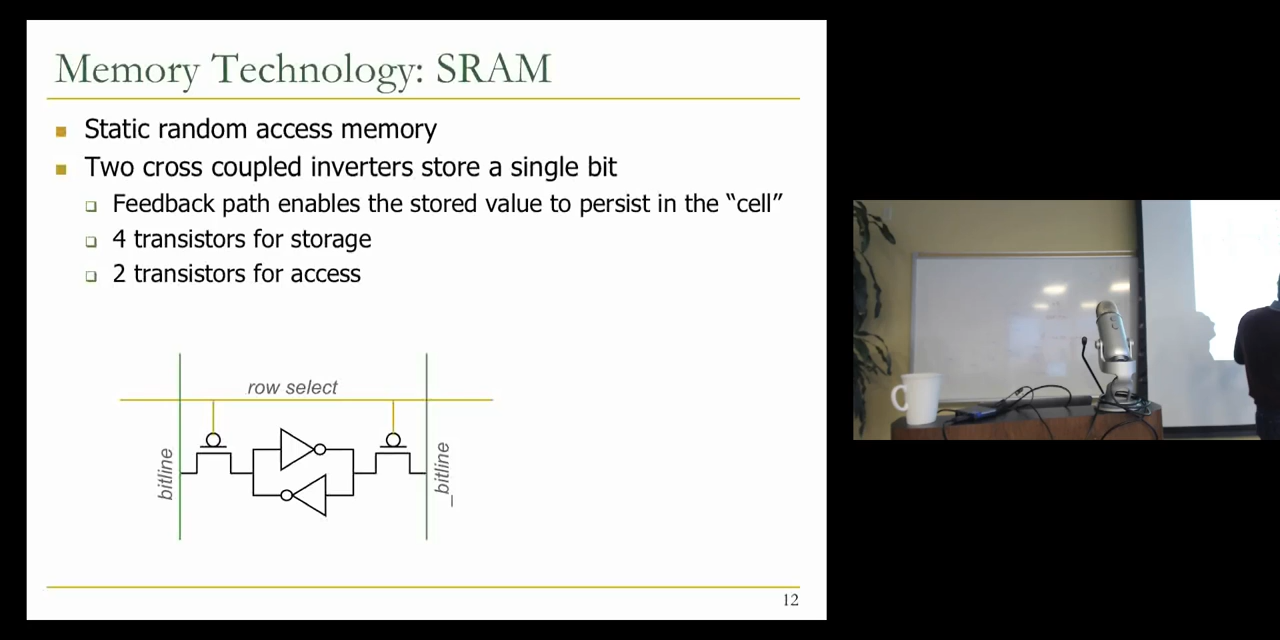 Memory Technology: SRAM
Static random access memory
Two cross coupled inverters store a single bit
Feedback path enables the stored value to persist in the “cell”
4 transistors for storage
2 transistors for access
row select
bitline
_bitline
12